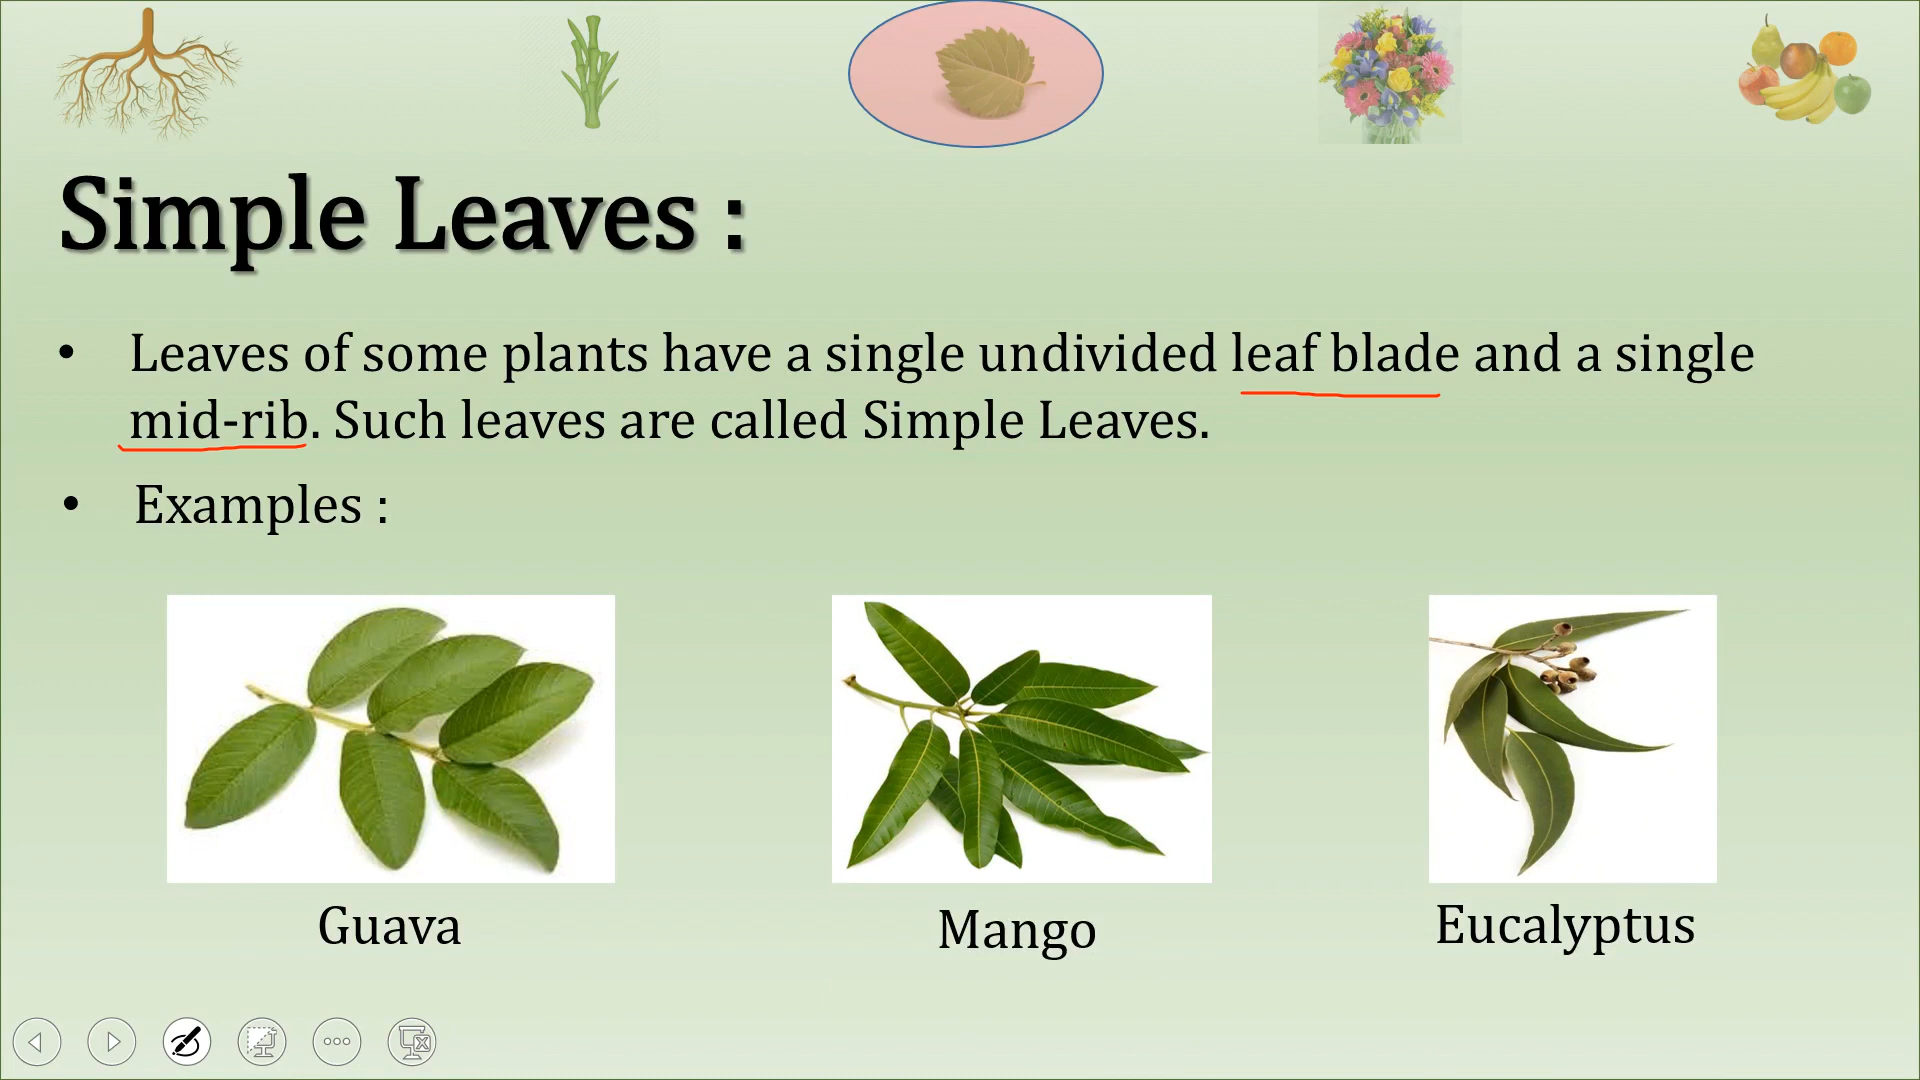 Simple Leaves :
• Leaves of some plants have a single undivided leaf blade and a single
mid-rib. Such leaves are called Simple Leaves.
• Examples :
Guava
Mango
Eucalyptus